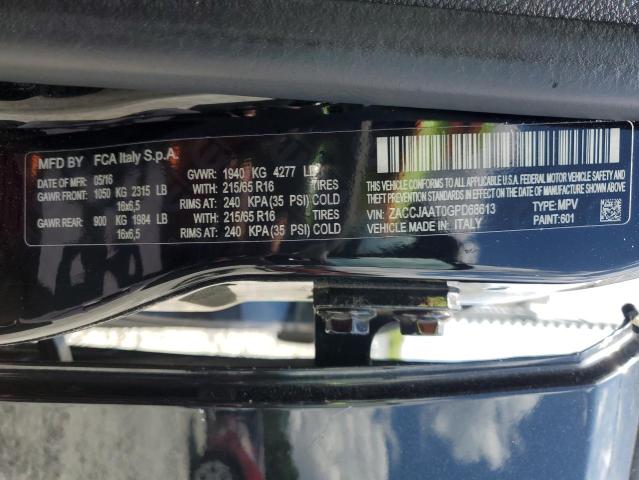 MFD BY FCA Italy S.p.A.
DATE OF MFR: 05/16 GVWR: 1940 KG 4277 LB
GAWR FRONT: 1050 KG 2315 LB WITH: 215/65 R16 TIRES
16x6,5 RIMS AT: 240 KPA (35 PSI) COLD
GAWR REAR: 900 KG 1984 LB WITH: 215/65 R16 TIRES
16x6,5 RIMS AT: 240 KPA (35 PSI) COLD
THIS VEHICLE CONFORMS TO ALL APPLICABLE U.S.A. FEDERAL MOTOR VEHICLE SAFETY
AND THEFT PREVENTION STANDARDS IN EFFECT ON THE DATE OF MANUFACTURE SHOWN ABOVE.
VIN: ZACCJAAT0GPD68613 TYPE: MPV
VEHICLE MADE IN: ITALY PAINT: 601